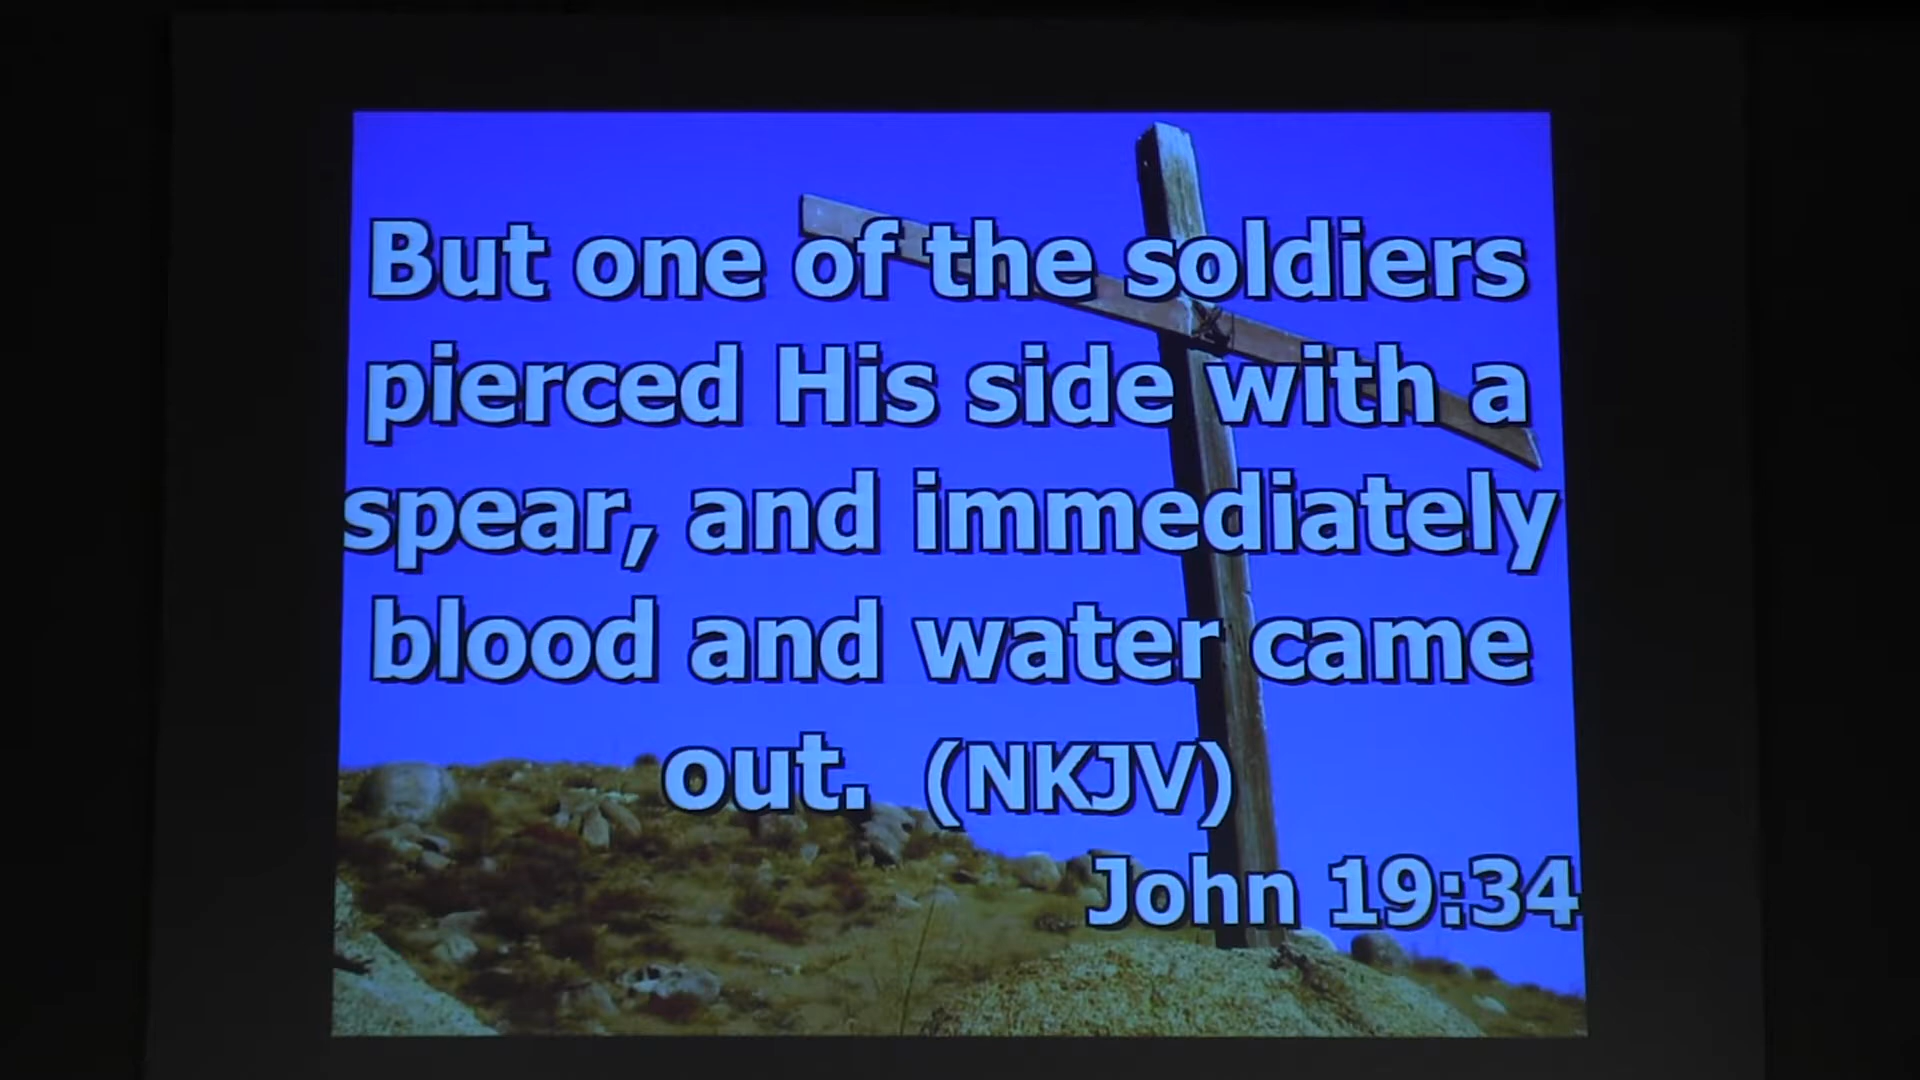 But one of the soldiers
pierced His side with a
spear, and immediately
blood and water came
out. (NKJV)
John 19:34